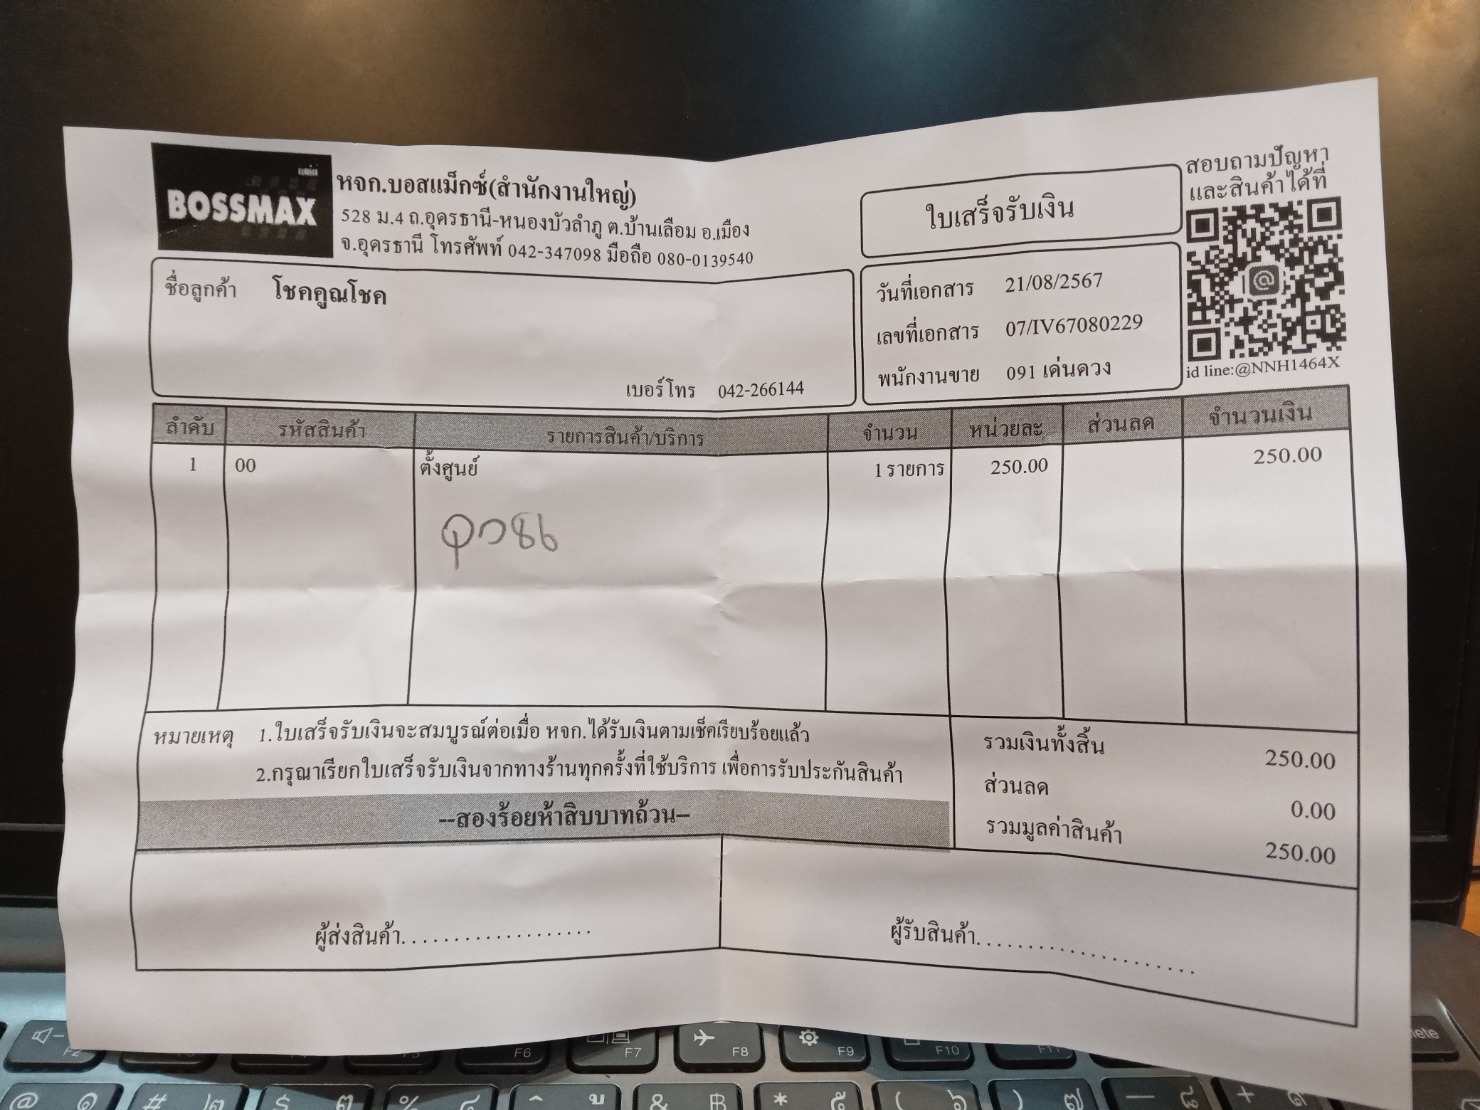 BOSSMAX
หจก.บอสแม็กซ์(สำนักงานใหญ่)
528 ม.4 ถ.อุดรธานี-หนองบัวลำภู ต.บ้านเลื่อม อ.เมือง
จ.อุดรธานี โทรศัพท์ 042-347098 มือถือ 080-0139540
ใบเสร็จรับเงิน
สอบถามปัญหา
และสินค้าได้ที่
id line:@NNH1464X
ชื่อลูกค้า โชคคูณโชค
เบอร์โทร 042-266144
วันที่เอกสาร 21/08/2567
เลขที่เอกสาร 07/IV67080229
พนักงานขาย 091 เด่นดวง
ลำดับ รหัสสินค้า รายการสินค้า/บริการ จำนวน หน่วยละ ส่วนลด จำนวนเงิน
1 00 ตั้งศูนย์ 1 รายการ 250.00 250.00
หมายเหตุ 1.ใบเสร็จรับเงินจะสมบูรณ์ต่อเมื่อ หจก.ได้รับเงินตามเช็คเรียบร้อยแล้ว
2.กรุณาเรียกใบเสร็จรับเงินจากทางร้านทุกครั้งที่ใช้บริการ เพื่อการรับประกันสินค้า
--สองร้อยห้าสิบบาทถ้วน--
รวมเงินทั้งสิ้น 250.00
ส่วนลด 0.00
รวมมูลค่าสินค้า 250.00
ผู้ส่งสินค้า...................
ผู้รับสินค้า.....................
F2
F6 F7 F8 F9 F10